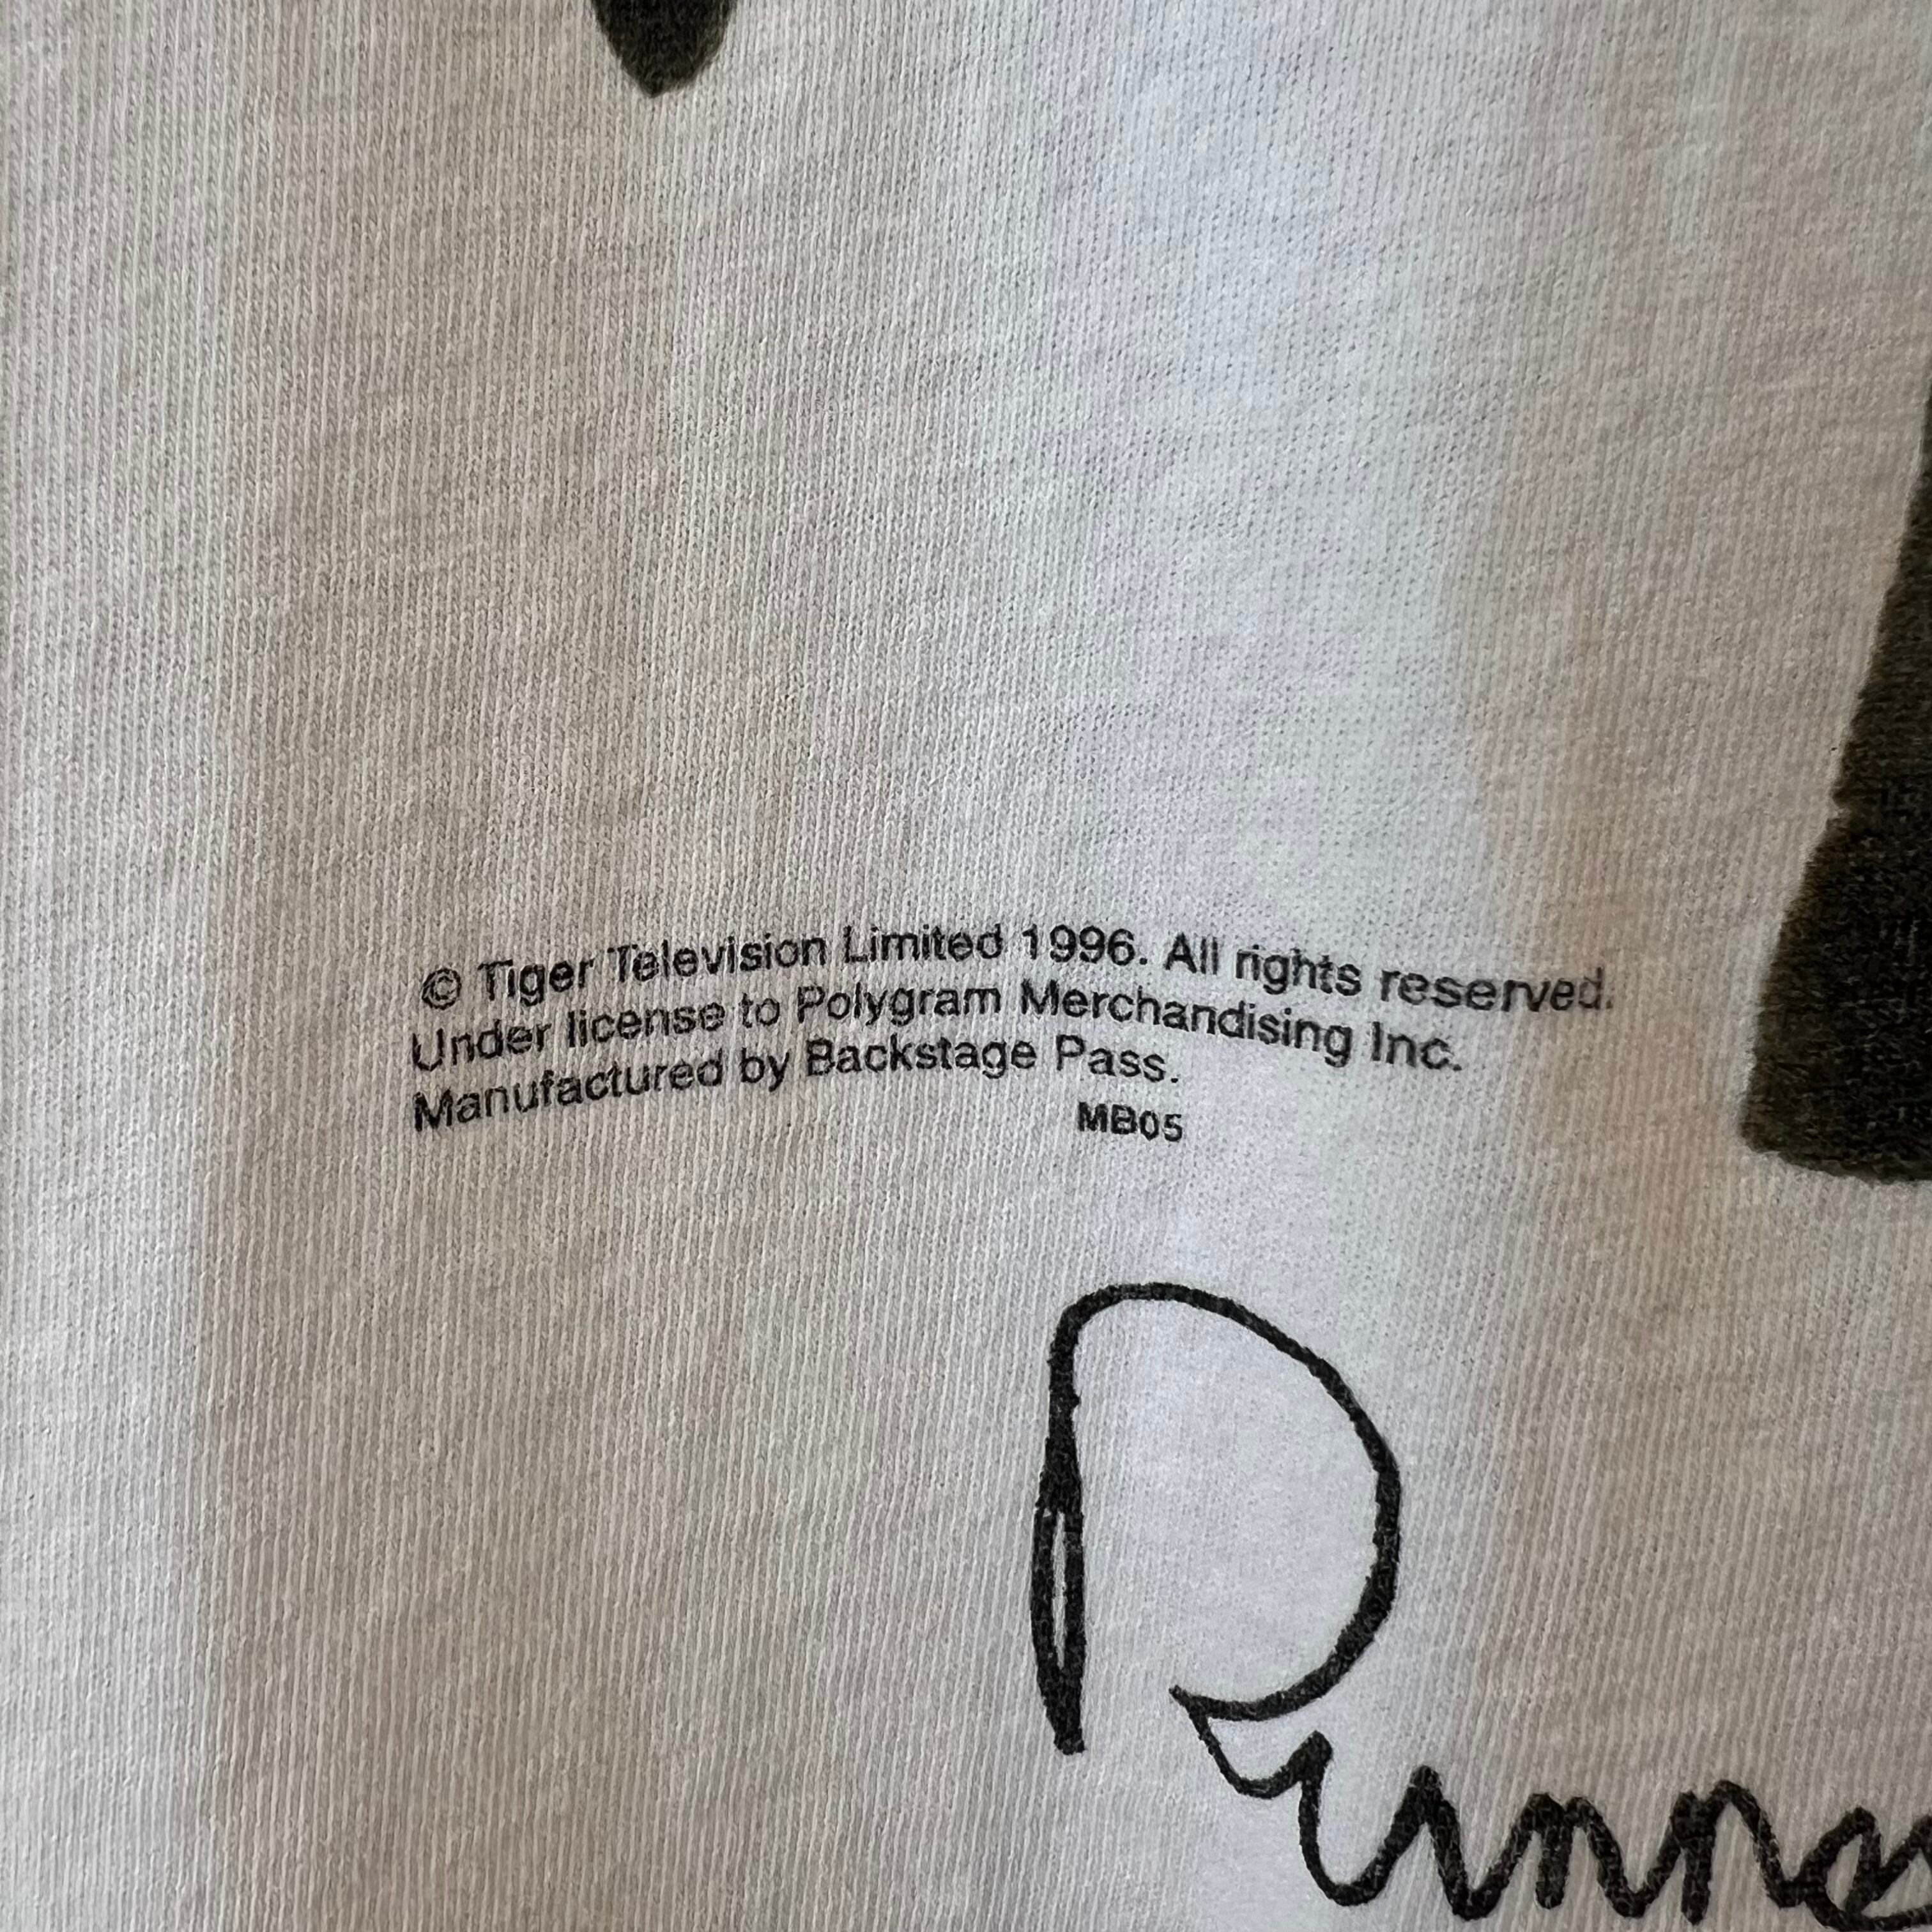 © Tiger Television Limited 1996. All rights reserved.
Under license to Polygram Merchandising Inc.
Manufactured by Backstage Pass.
MB05